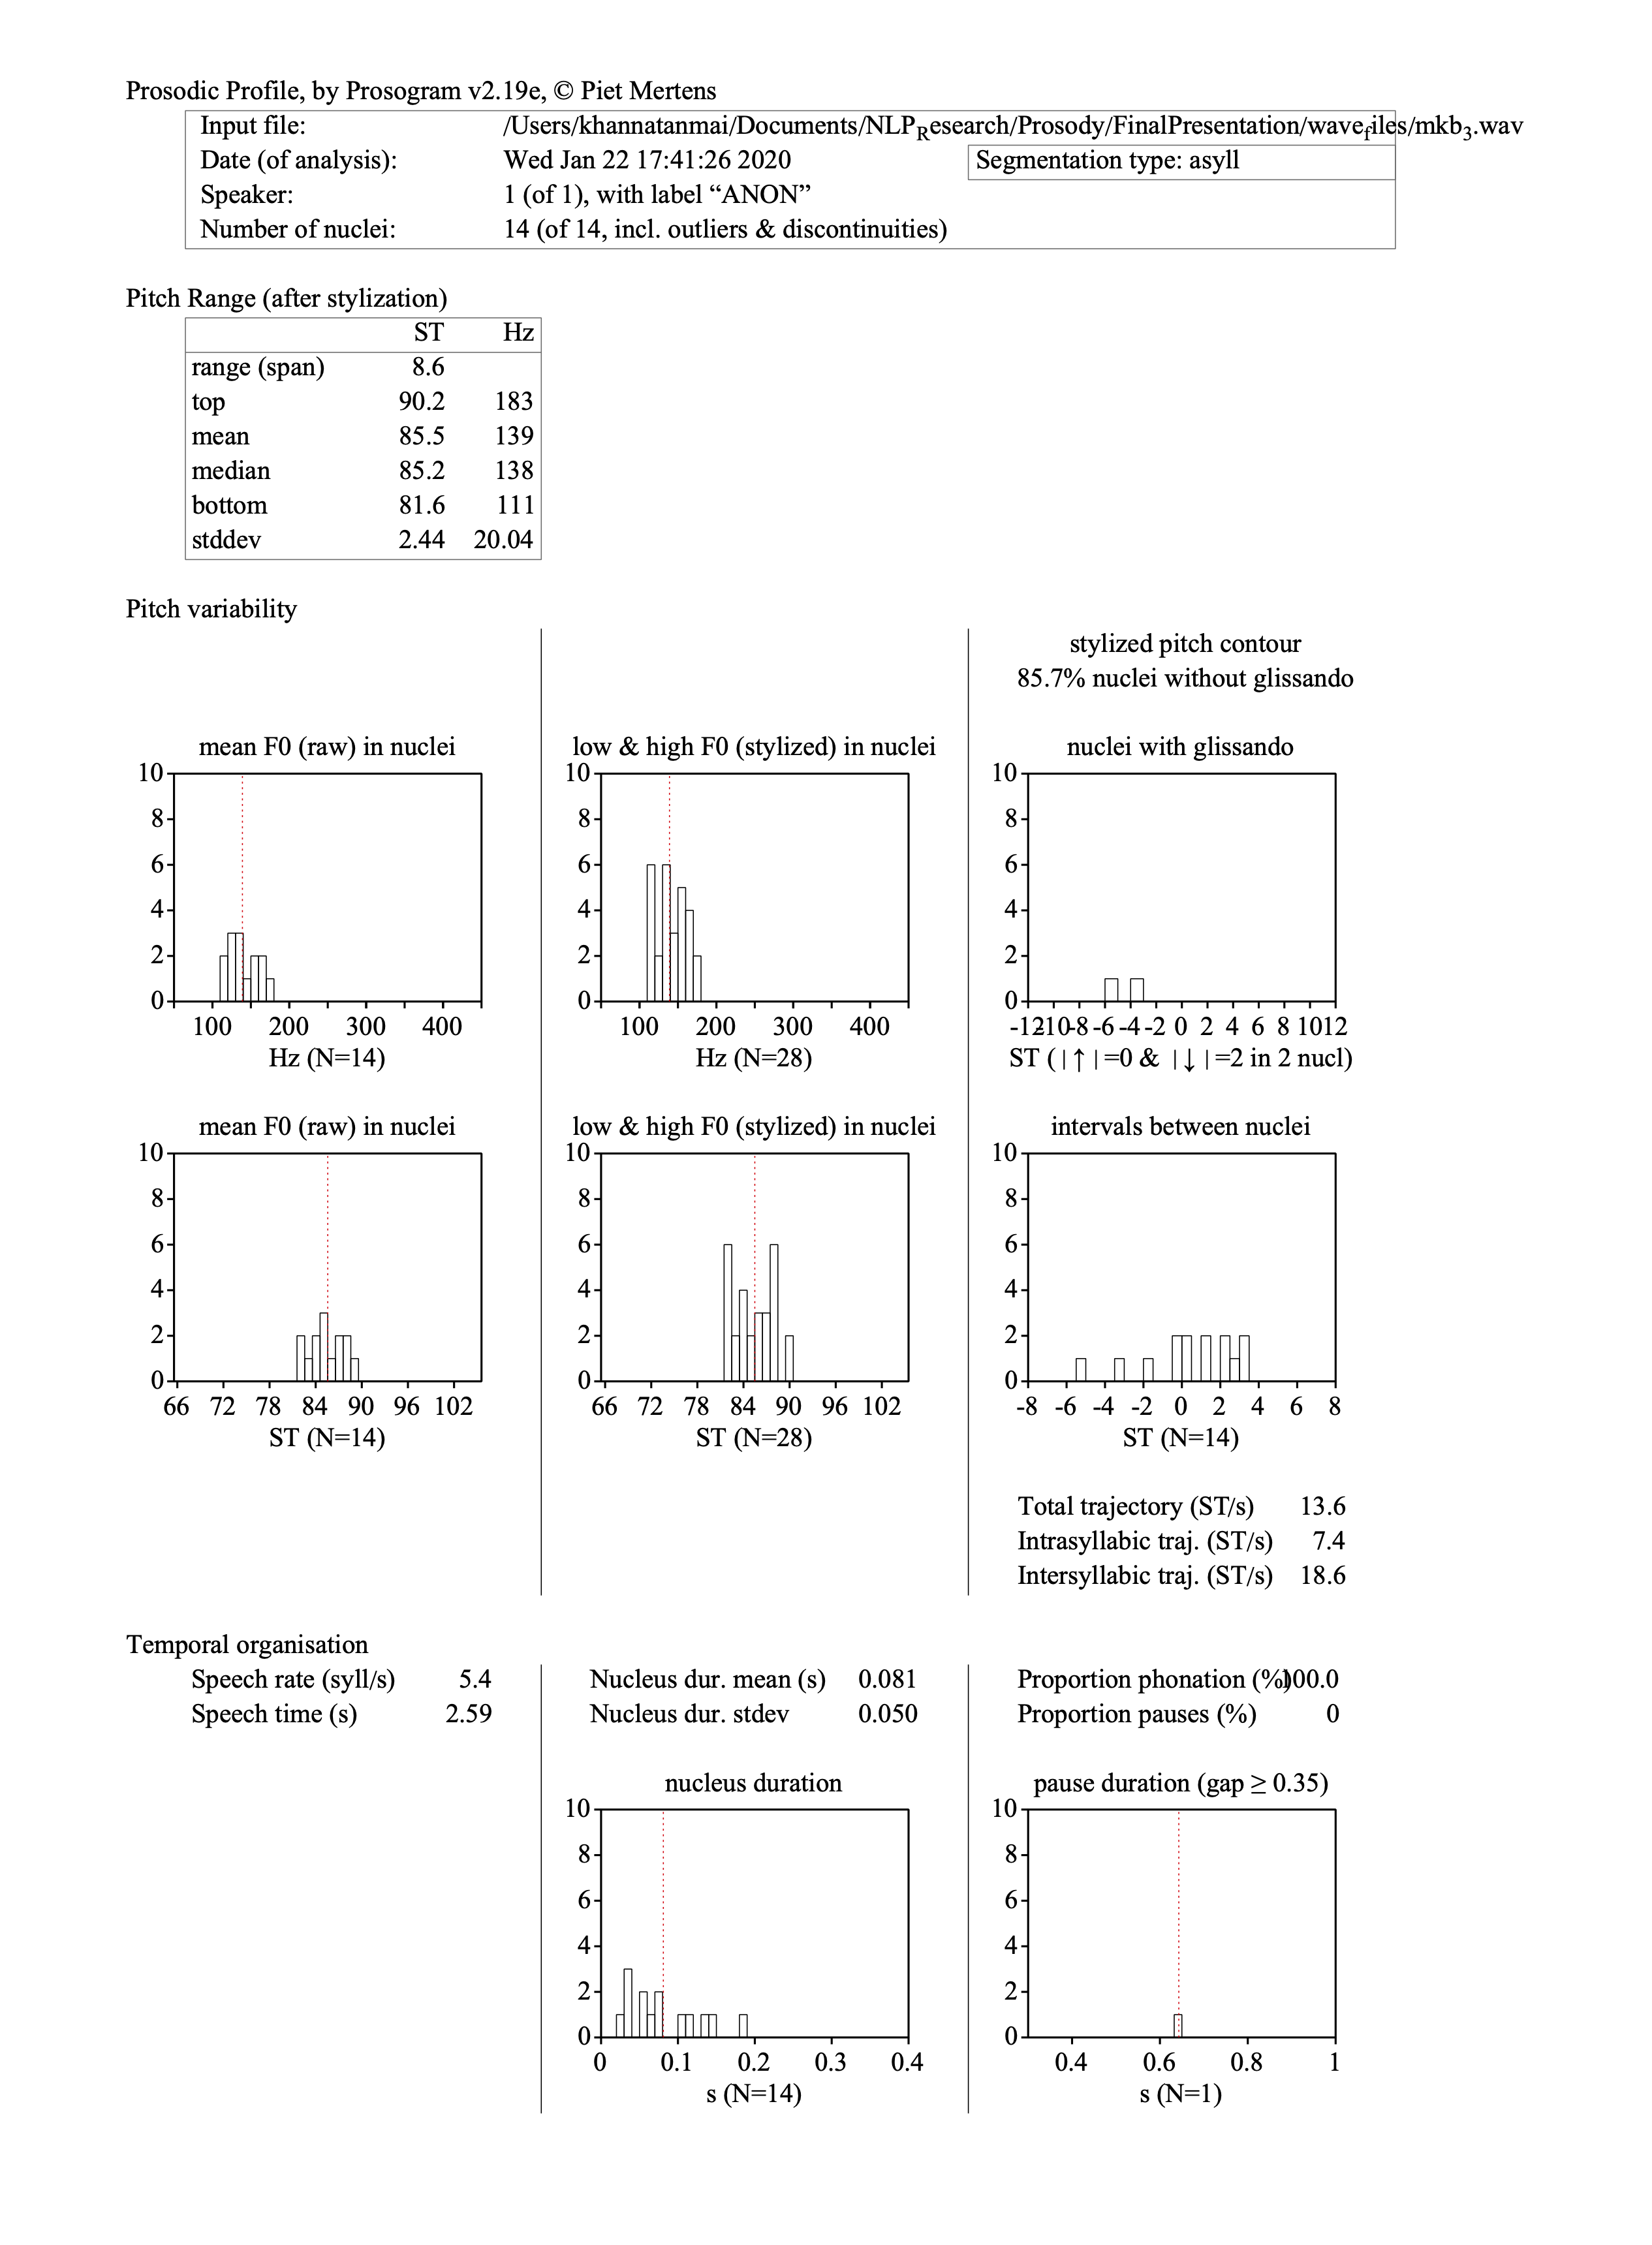 Prosodic Profile, by Prosogram v2.19e, © Piet Mertens
Input file: /Users/khannatanmai/Documents/NLPResearch/Prosody/FinalPresentation/wavefiles/mkb3.wav
Date (of analysis): Wed Jan 22 17:41:26 2020 Segmentation type: asyll
Speaker: 1 (of 1), with label “ANON”
Number of nuclei: 14 (of 14, incl. outliers & discontinuities)
Pitch Range (after stylization)
ST Hz
range (span) 8.6
top 90.2 183
mean 85.5 139
median 85.2 138
bottom 81.6 111
stddev 2.44 20.04
Pitch variability
stylized pitch contour
85.7% nuclei without glissando
mean F0 (raw) in nuclei
10
8
6
4
2
0
100 200 300 400
Hz (N=14)
low & high F0 (stylized) in nuclei
10
8
6
4
2
0
100 200 300 400
Hz (N=28)
nuclei with glissando
10
8
6
4
2
0
-12 -10 -8 -6 -4 -2 0 2 4 6 8 10 12
ST (|↑|=0 & |↓|=2 in 2 nucl)
mean F0 (raw) in nuclei
10
8
6
4
2
0
66 72 78 84 90 96 102
ST (N=14)
low & high F0 (stylized) in nuclei
10
8
6
4
2
0
66 72 78 84 90 96 102
ST (N=28)
intervals between nuclei
10
8
6
4
2
0
-8 -6 -4 -2 0 2 4 6 8
ST (N=14)
Total trajectory (ST/s) 13.6
Intrasyllabic traj. (ST/s) 7.4
Intersyllabic traj. (ST/s) 18.6
Temporal organisation
Speech rate (syll/s) 5.4 Nucleus dur. mean (s) 0.081 Proportion phonation (%) 100.0
Speech time (s) 2.59 Nucleus dur. stdev 0.050 Proportion pauses (%) 0
nucleus duration
10
8
6
4
2
0
0 0.1 0.2 0.3 0.4
s (N=14)
pause duration (gap ≥ 0.35)
10
8
6
4
2
0
0.4 0.6 0.8 1
s (N=1)